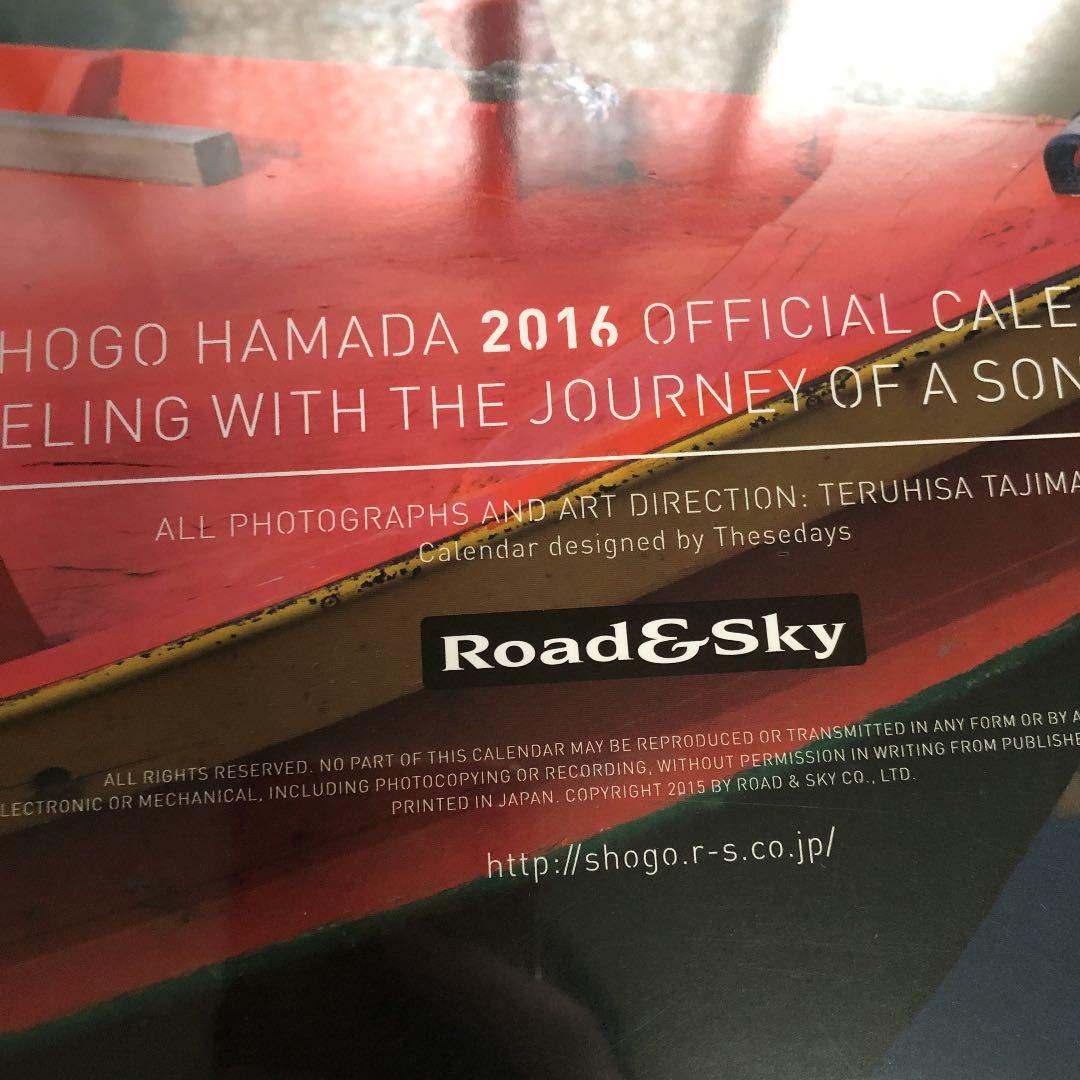 HOGO HAMADA 2016 OFFICIAL CALE
ELING WITH THE JOURNEY OF A SON
ALL PHOTOGRAPHS AND ART DIRECTION: TERUHISA TAJIMA
Calendar designed by Thesedays
Road&Sky
ALL RIGHTS RESERVED. NO PART OF THIS CALENDAR MAY BE REPRODUCED OR TRANSMITTED IN ANY FORM OR BY A
LECTRONIC OR MECHANICAL, INCLUDING PHOTOCOPYING OR RECORDING, WITHOUT PERMISSION IN WRITING FROM PUBLISHE
PRINTED IN JAPAN. COPYRIGHT 2015 BY ROAD & SKY CO., LTD.
http://shogo.r-s.co.jp/